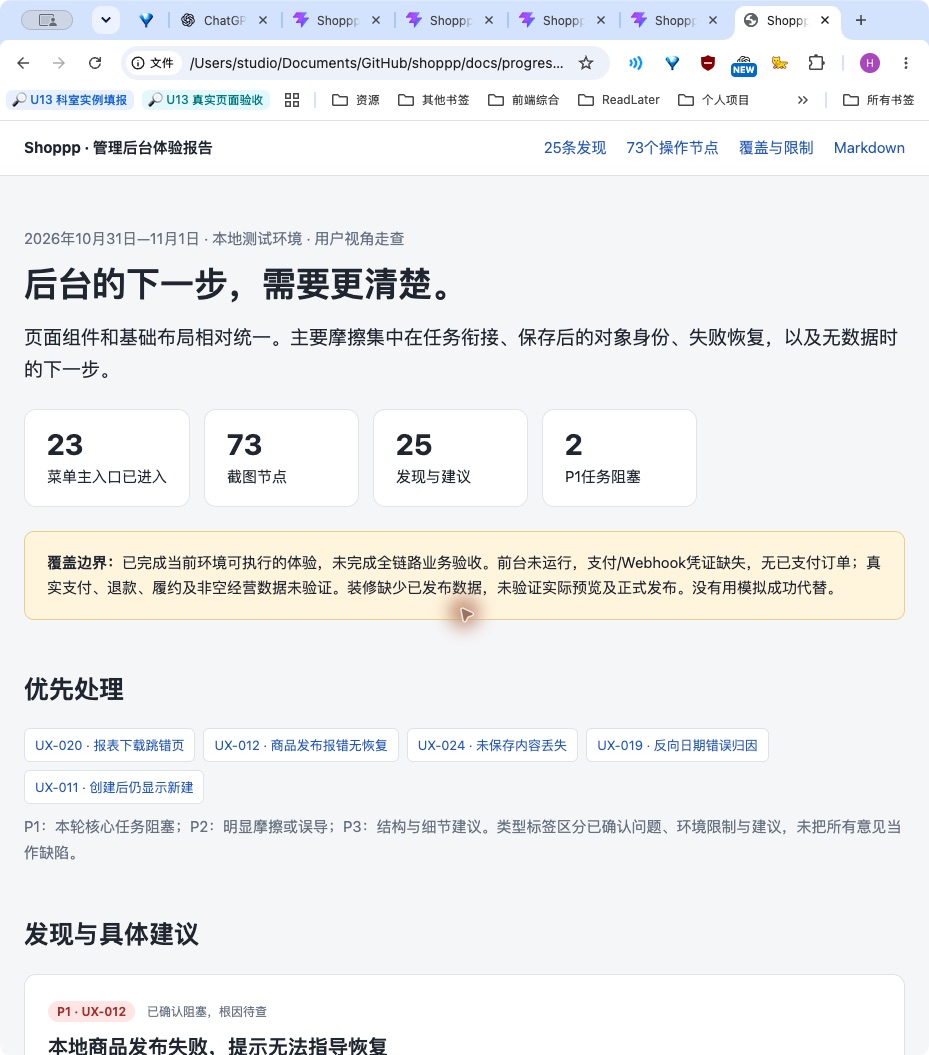 ChatGP
Shoppp
Shoppp
Shoppp
Shoppp
Shoppp
文件
/Users/studio/Documents/GitHub/shoppp/docs/progres...
NEW
H
U13 科室实例填报
U13 真实页面验收
资源
其他书签
前端综合
ReadLater
个人项目
所有书签
Shoppp · 管理后台体验报告
25条发现
73个操作节点
覆盖与限制
Markdown
2026年10月31日—11月1日 · 本地测试环境 · 用户视角走查
后台的下一步，需要更清楚。
页面组件和基础布局相对统一。主要摩擦集中在任务衔接、保存后的对象身份、失败恢复，以及无数据时
的下一步。
23
菜单主入口已进入
73
截图节点
25
发现与建议
2
P1任务阻塞
覆盖边界：已完成当前环境可执行的体验，未完成全链路业务验收。前台未运行，支付/Webhook凭证缺失，无已支付订单；真
实支付、退款、履约及非空经营数据未验证。装修缺少已发布数据，未验证实际预览及正式发布。没有用模拟成功代替。
优先处理
UX-020 · 报表下载跳错页
UX-012 · 商品发布报错无恢复
UX-024 · 未保存内容丢失
UX-019 · 反向日期错误归因
UX-011 · 创建后仍显示新建
P1：本轮核心任务阻塞；P2：明显摩擦或误导；P3：结构与细节建议。类型标签区分已确认问题、环境限制与建议，未把所有意见当
作缺陷。
发现与具体建议
P1 · UX-012
已确认阻塞，根因待查
本地商品发布失败，提示无法指导恢复